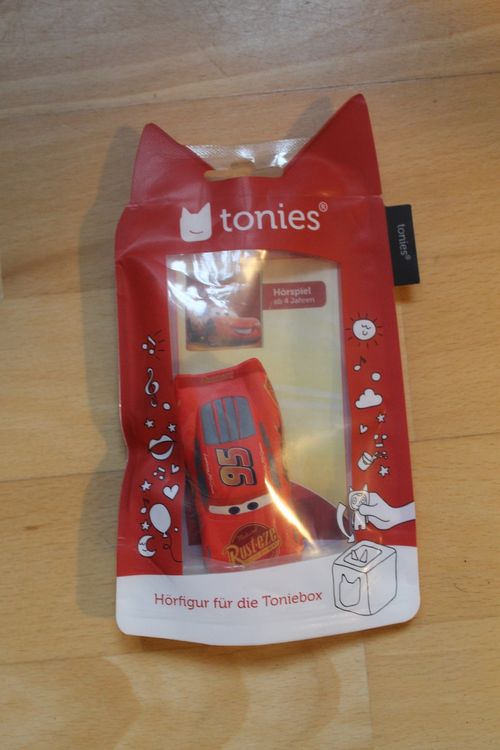 tonies®
tonies®
Hörspiel
ab 4 Jahren
95
Rust-eze
Hörfigur für die Toniebox